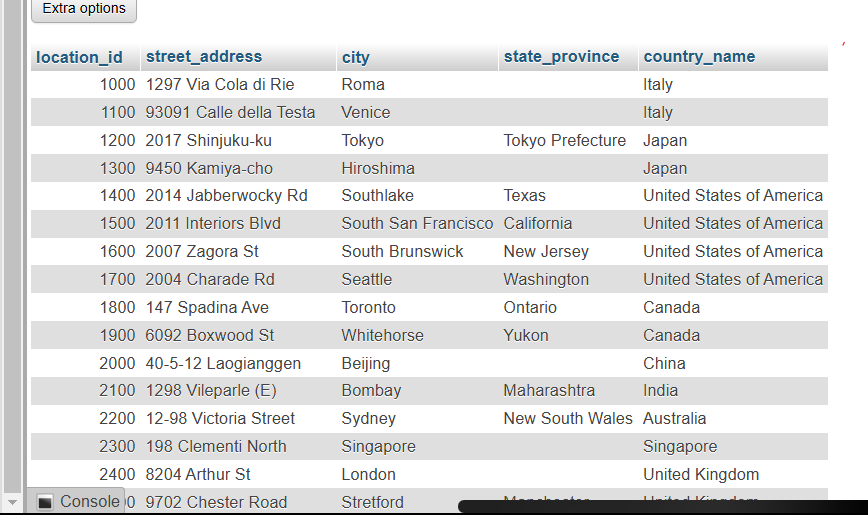 Extra options
location_id street_address city state_province country_name
1000 1297 Via Cola di Rie Roma Italy
1100 93091 Calle della Testa Venice Italy
1200 2017 Shinjuku-ku Tokyo Tokyo Prefecture Japan
1300 9450 Kamiya-cho Hiroshima Japan
1400 2014 Jabberwocky Rd Southlake Texas United States of America
1500 2011 Interiors Blvd South San Francisco California United States of America
1600 2007 Zagora St South Brunswick New Jersey United States of America
1700 2004 Charade Rd Seattle Washington United States of America
1800 147 Spadina Ave Toronto Ontario Canada
1900 6092 Boxwood St Whitehorse Yukon Canada
2000 40-5-12 Laogianggen Beijing China
2100 1298 Vileparle (E) Bombay Maharashtra India
2200 12-98 Victoria Street Sydney New South Wales Australia
2300 198 Clementi North Singapore Singapore
2400 8204 Arthur St London United Kingdom
Console 0 9702 Chester Road Stretford